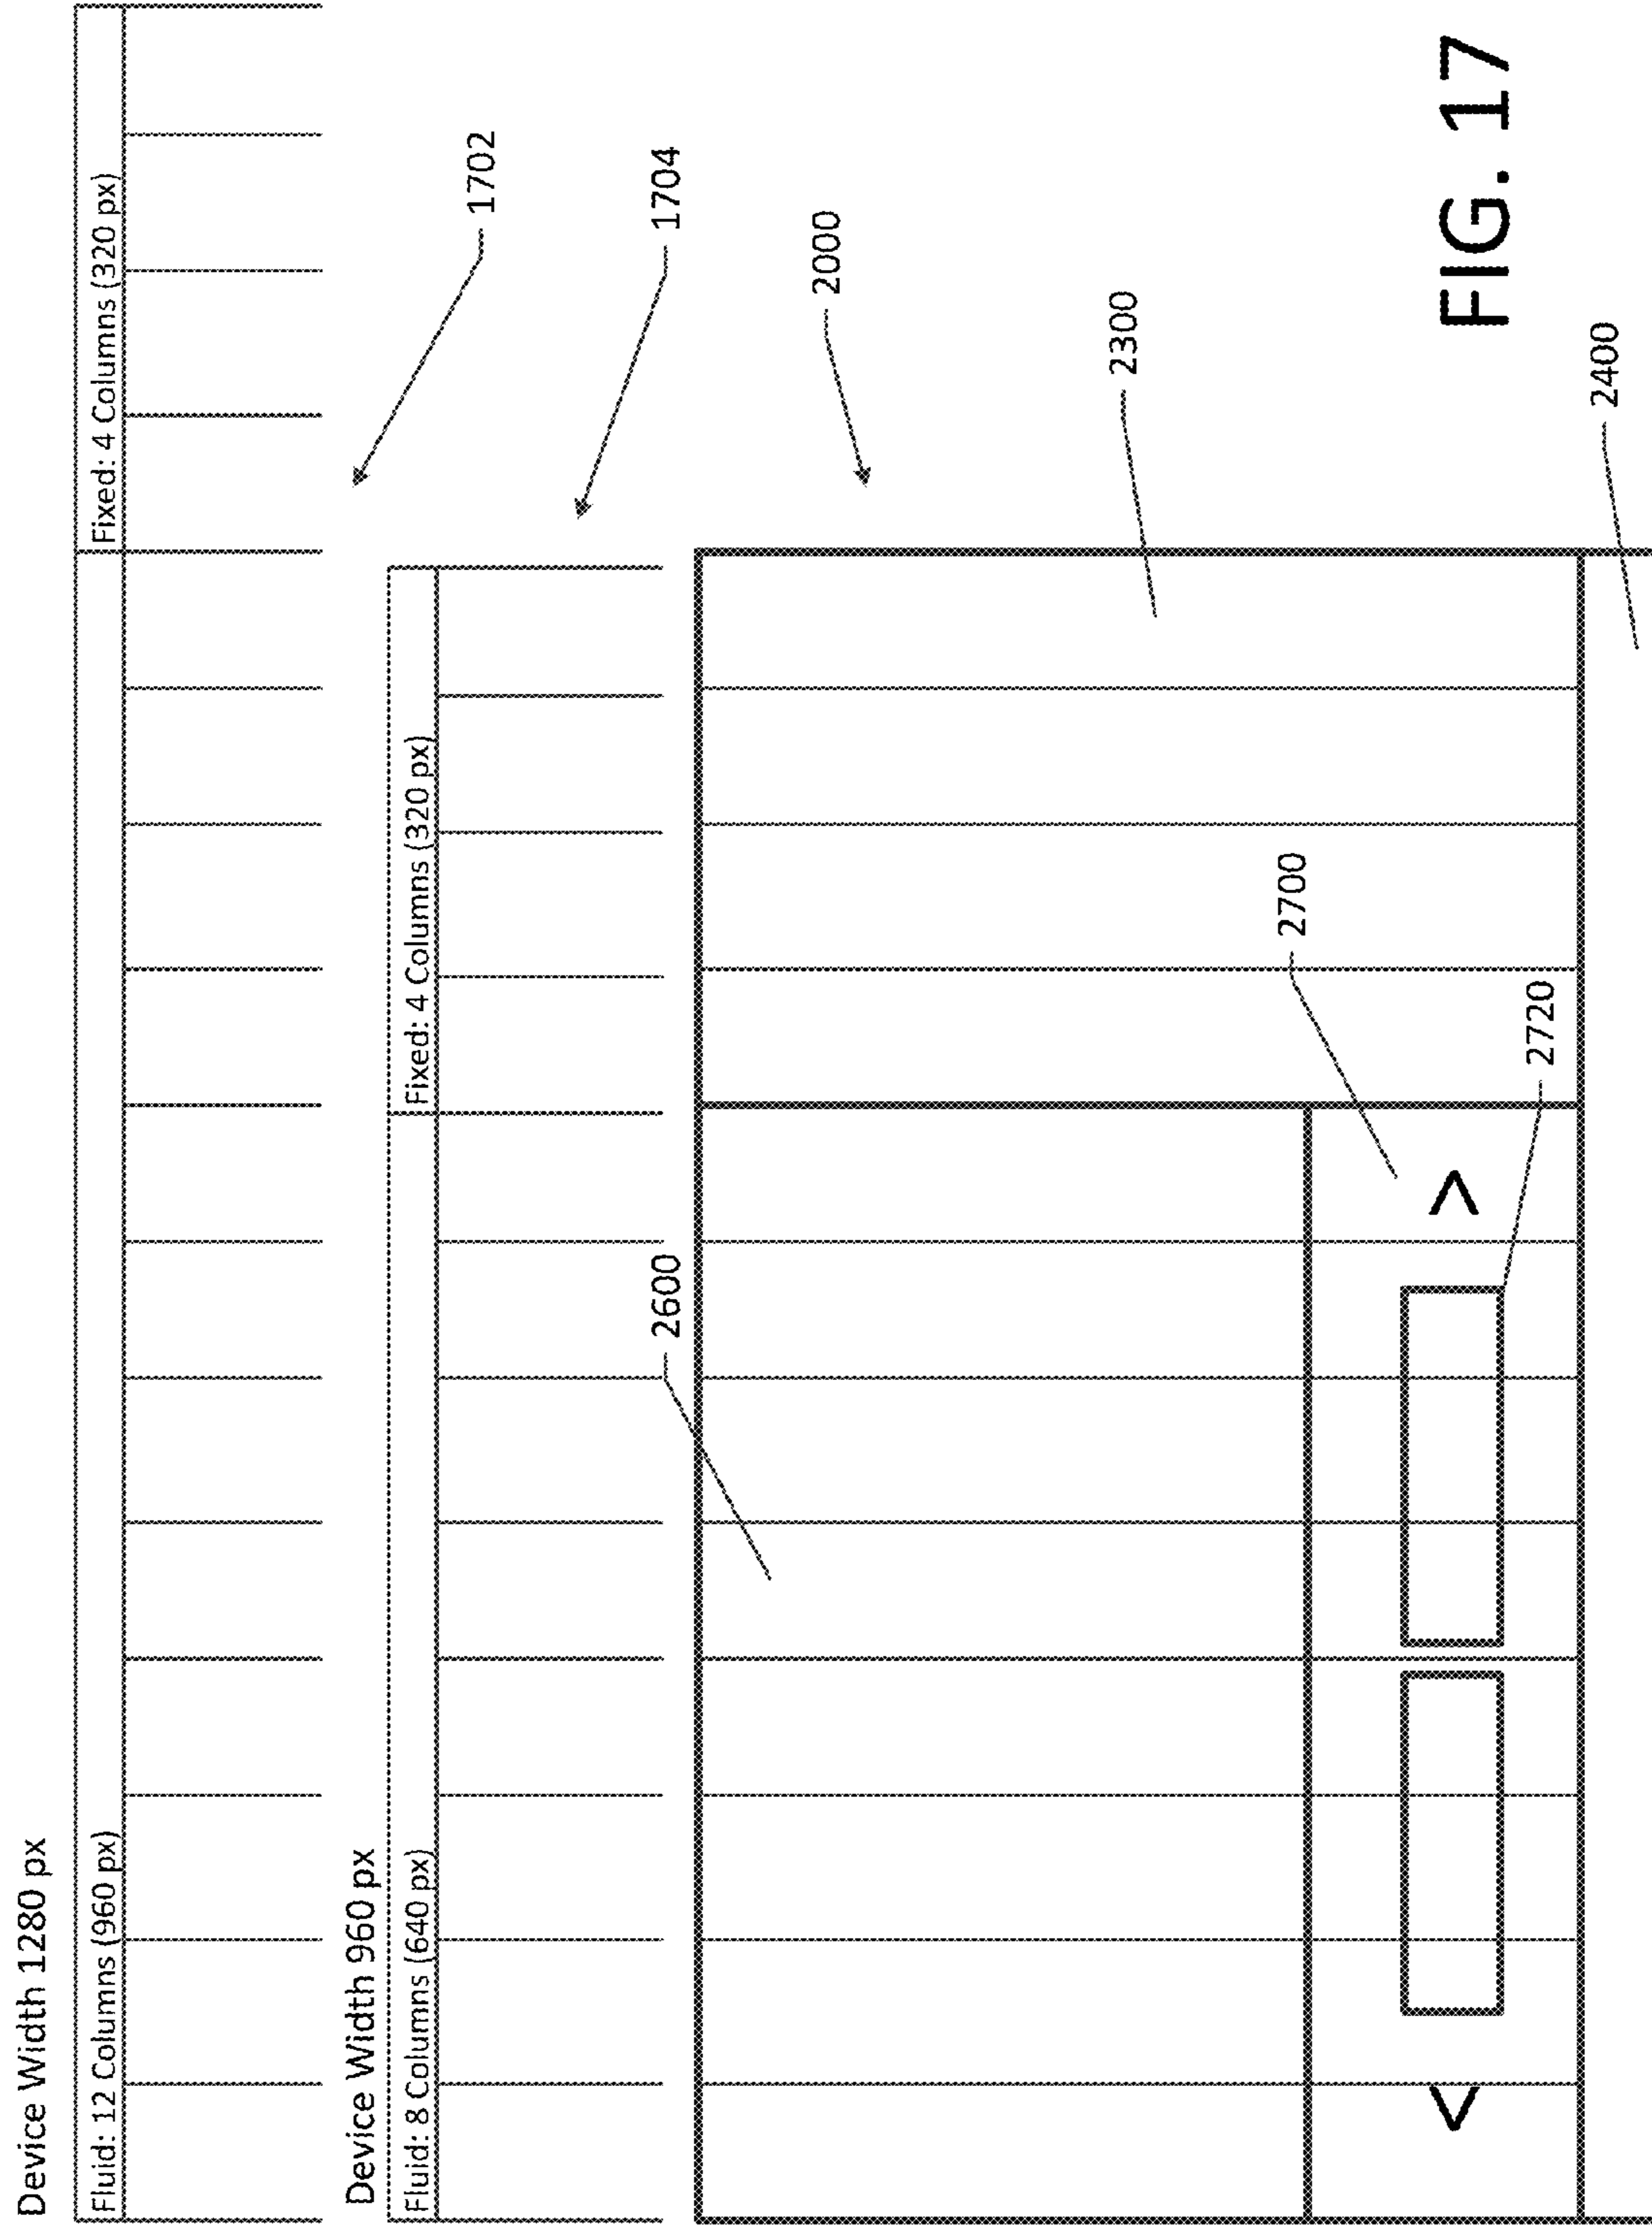 Device Width 1280 px
Fluid: 12 Columns (960 px)
Fixed: 4 Columns (320 px)
1702
Device Width 960 px
Fluid: 8 Columns (640 px)
Fixed: 4 Columns (320 px)
1704
2600
2000
2300
2700
< >
2720
2400
FIG. 17